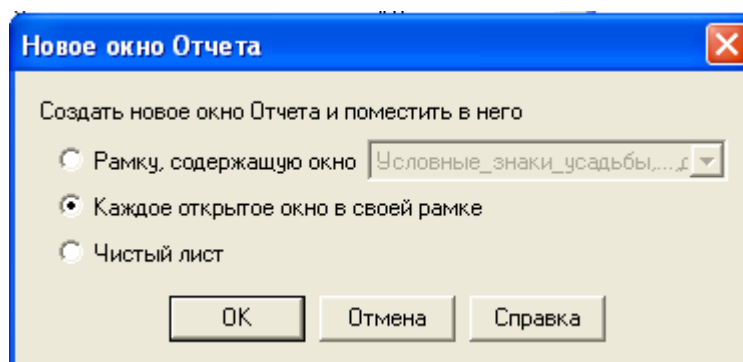 Новое окно Отчета
Создать новое окно Отчета и поместить в него
Рамку, содержащую окно Условные_знаки_усадьбы,...,д
Каждое открытое окно в своей рамке
Чистый лист
OK Отмена Справка